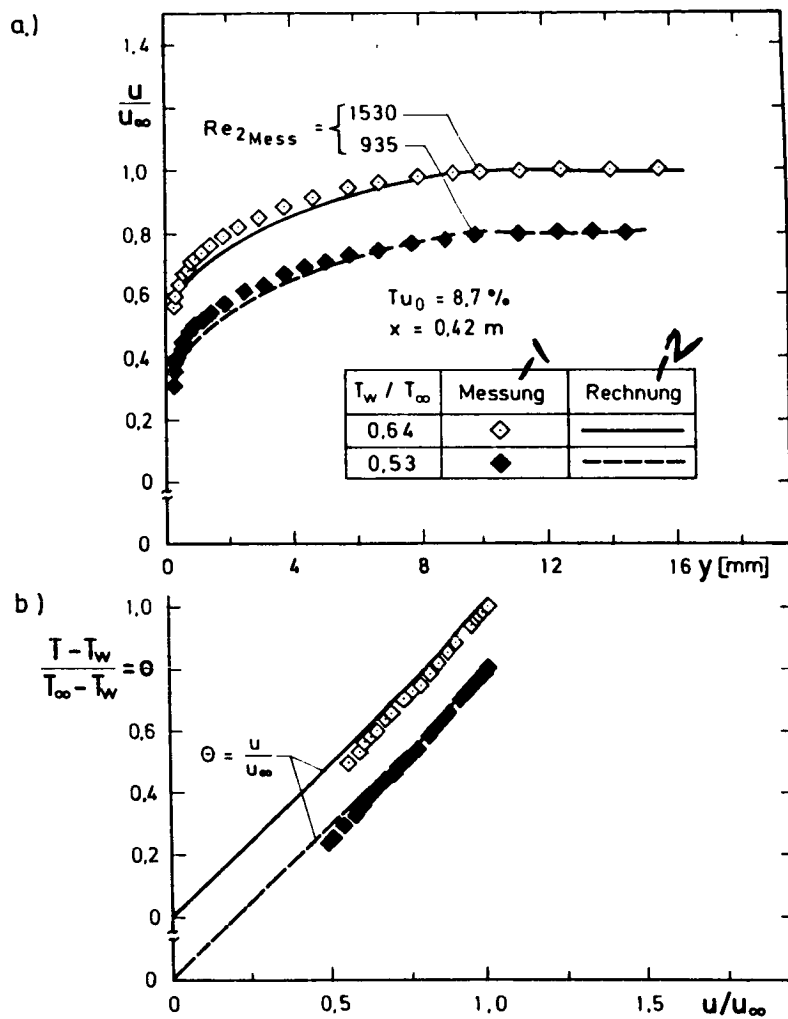 a.)
u/u∞
1,4
1,0
0,8
0,6
0,4
0,2
0
0
Re2Mess = { 1530
935
Tu0 = 8,7 %
x = 0,42 m
1 2
Tw / T∞ Messung Rechnung
0,64
0,53
0 4 8 12 16 y [mm]
b)
T-Tw / T∞-Tw = Θ
1,0
0,6
0,4
0,2
0
0
Θ = u/u∞
0 0,5 1,0 1,5 u/u∞